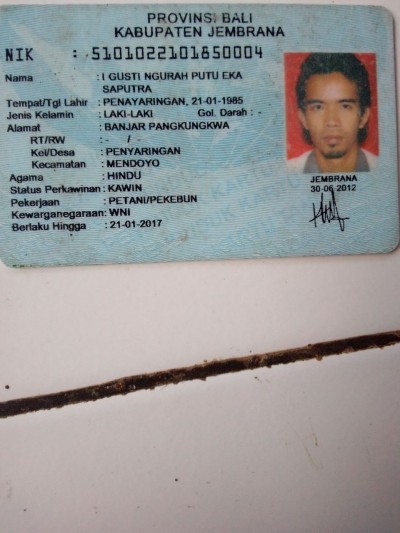 PROVINSI BALI
KABUPATEN JEMBRANA
NIK : 5101022101850004
Nama : I GUSTI NGURAH PUTU EKA
SAPUTRA
Tempat/Tgl Lahir : PENAYARINGAN, 21-01-1985
Jenis Kelamin : LAKI-LAKI Gol. Darah : -
Alamat : BANJAR PANGKUNGKWA
RT/RW : - / -
Kel/Desa : PENYARINGAN
Kecamatan : MENDOYO
Agama : HINDU
Status Perkawinan : KAWIN
Pekerjaan : PETANI/PEKEBUN
Kewarganegaraan: WNI
Berlaku Hingga : 21-01-2017
JEMBRANA
30-06-2012